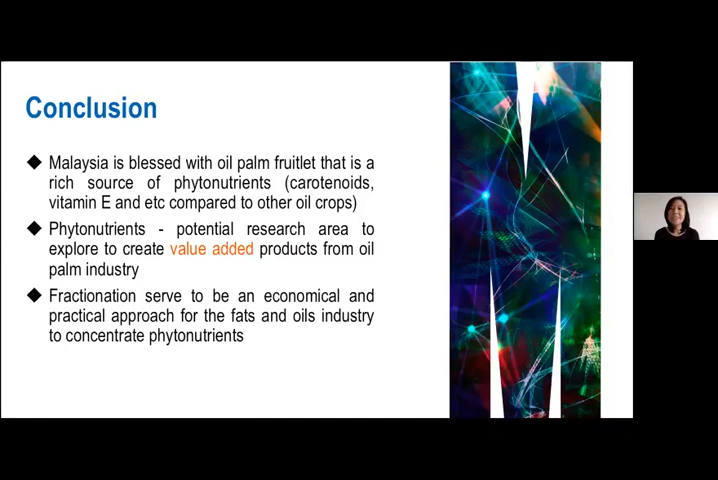 Conclusion
Malaysia is blessed with oil palm fruitlet that is a
rich source of phytonutrients (carotenoids,
vitamin E and etc compared to other oil crops)
Phytonutrients - potential research area to
explore to create value added products from oil
palm industry
Fractionation serve to be an economical and
practical approach for the fats and oils industry
to concentrate phytonutrients